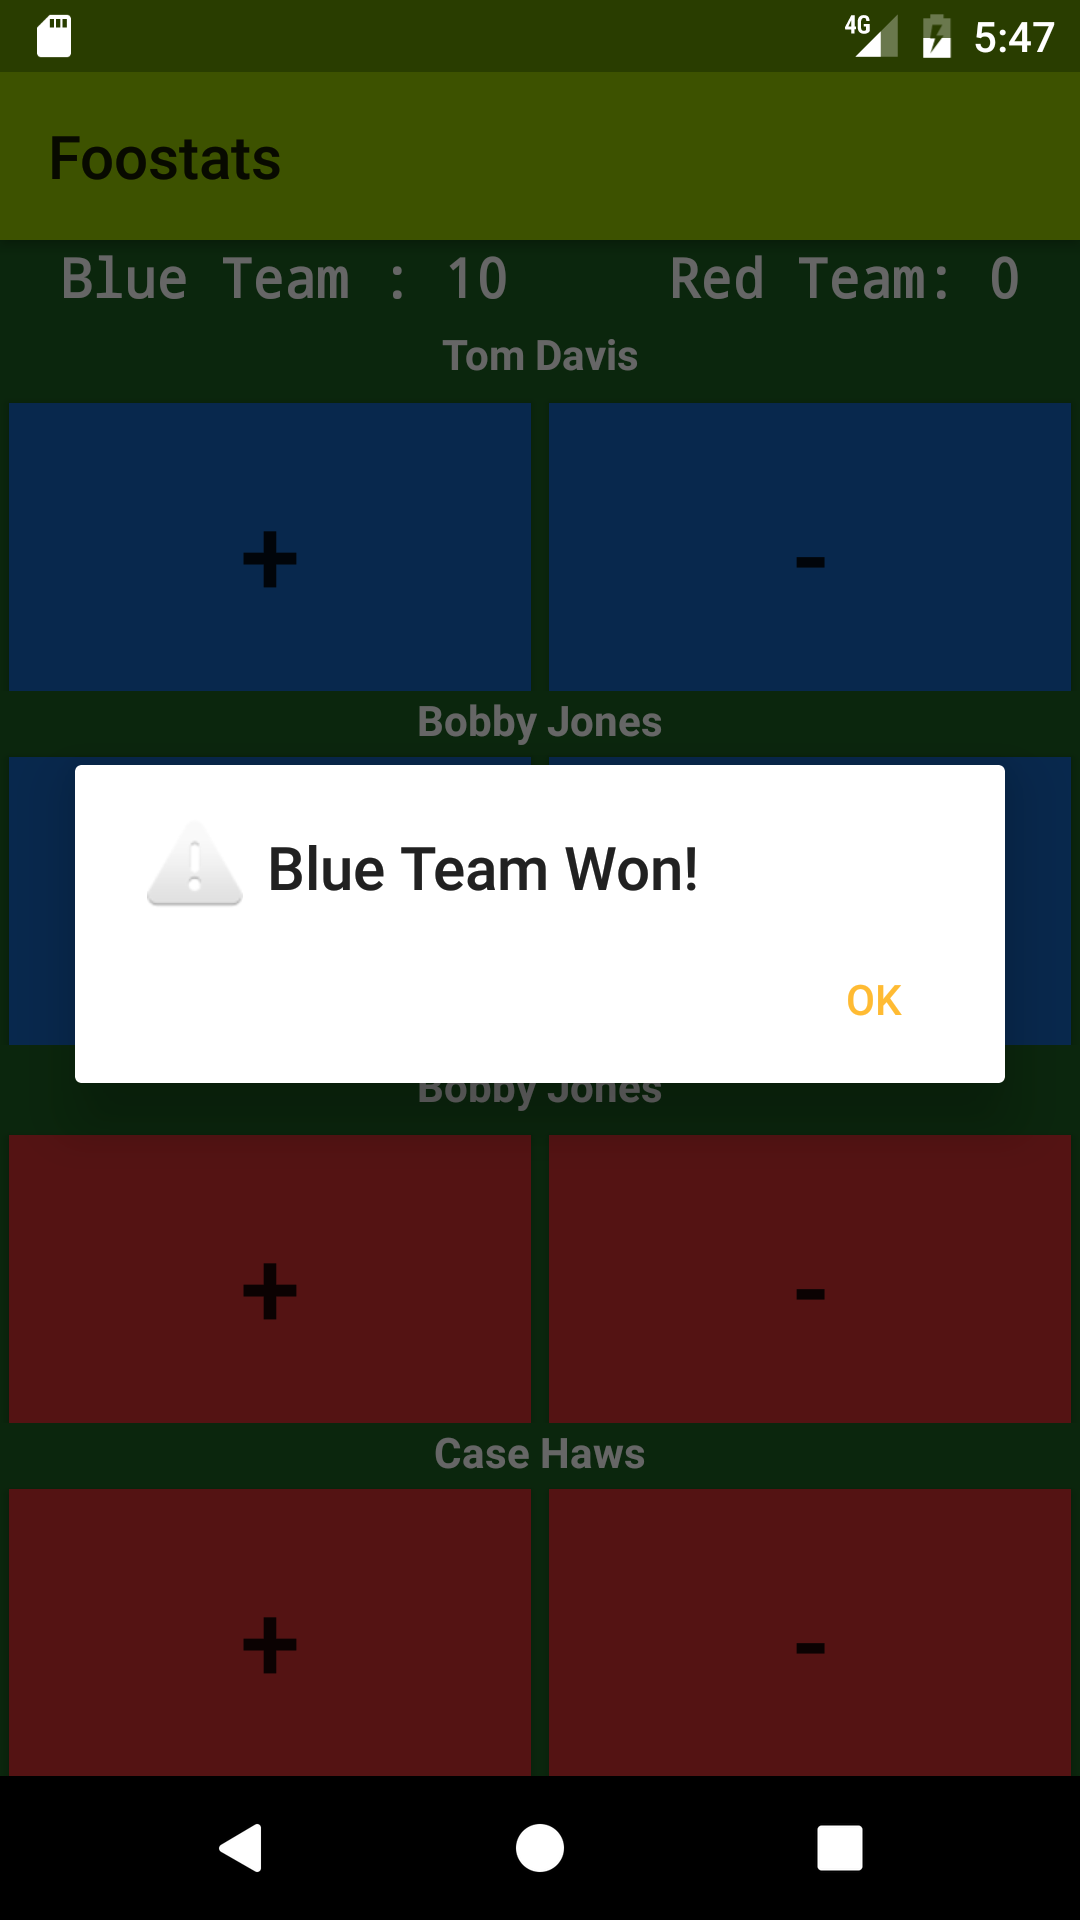 4G 5:47
Foostats
Blue Team : 10 Red Team: 0
Tom Davis
+ -
Bobby Jones
Blue Team Won!
OK
Bobby Jones
+ -
Case Haws
+ -